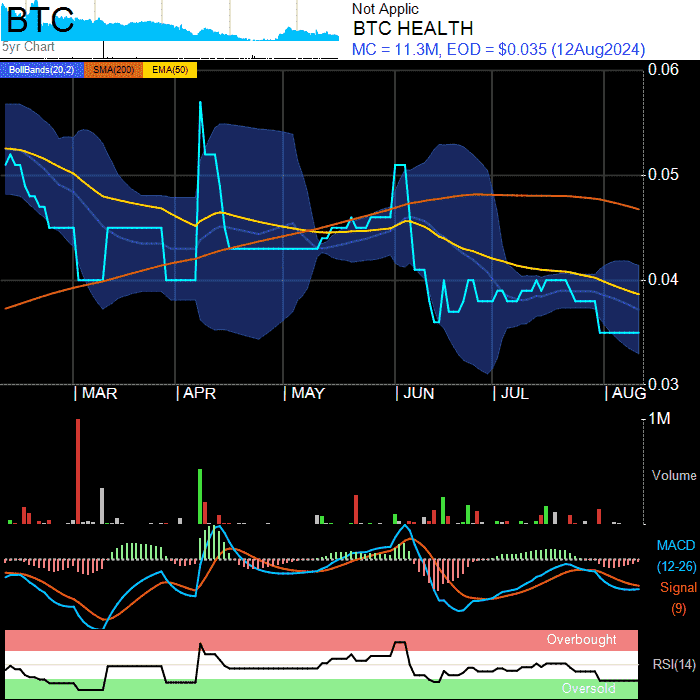 BTC
5yr Chart
Not Applic
BTC HEALTH
MC = 11.3M, EOD = $0.035 (12Aug2024)
BollBands(20,2) SMA(200) EMA(50)
0.06
0.05
0.04
0.03
MAR APR MAY JUN JUL AUG
1M
Volume
MACD
(12-26)
Signal
(9)
Overbought
RSI(14)
Oversold